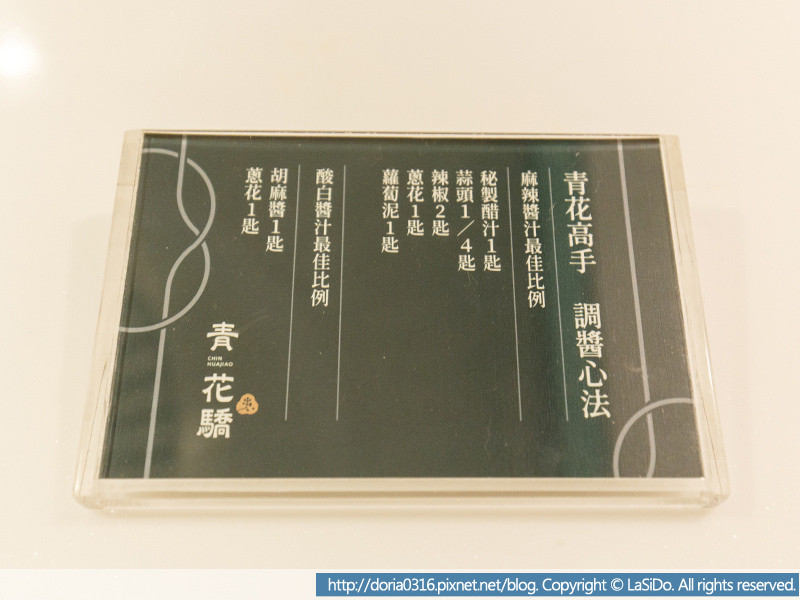 青花高手 調醬心法
麻辣醬汁最佳比例
秘製醋汁1匙
蒜頭1/4匙
辣椒2匙
蔥花1匙
蘿蔔泥1匙
酸白醬汁最佳比例
胡麻醬1匙
蔥花1匙
青花驕
CHIN
HUAJIAO
http://doria0316.pixnet.net/blog. Copyright © LaSiDo. All rights reserved.